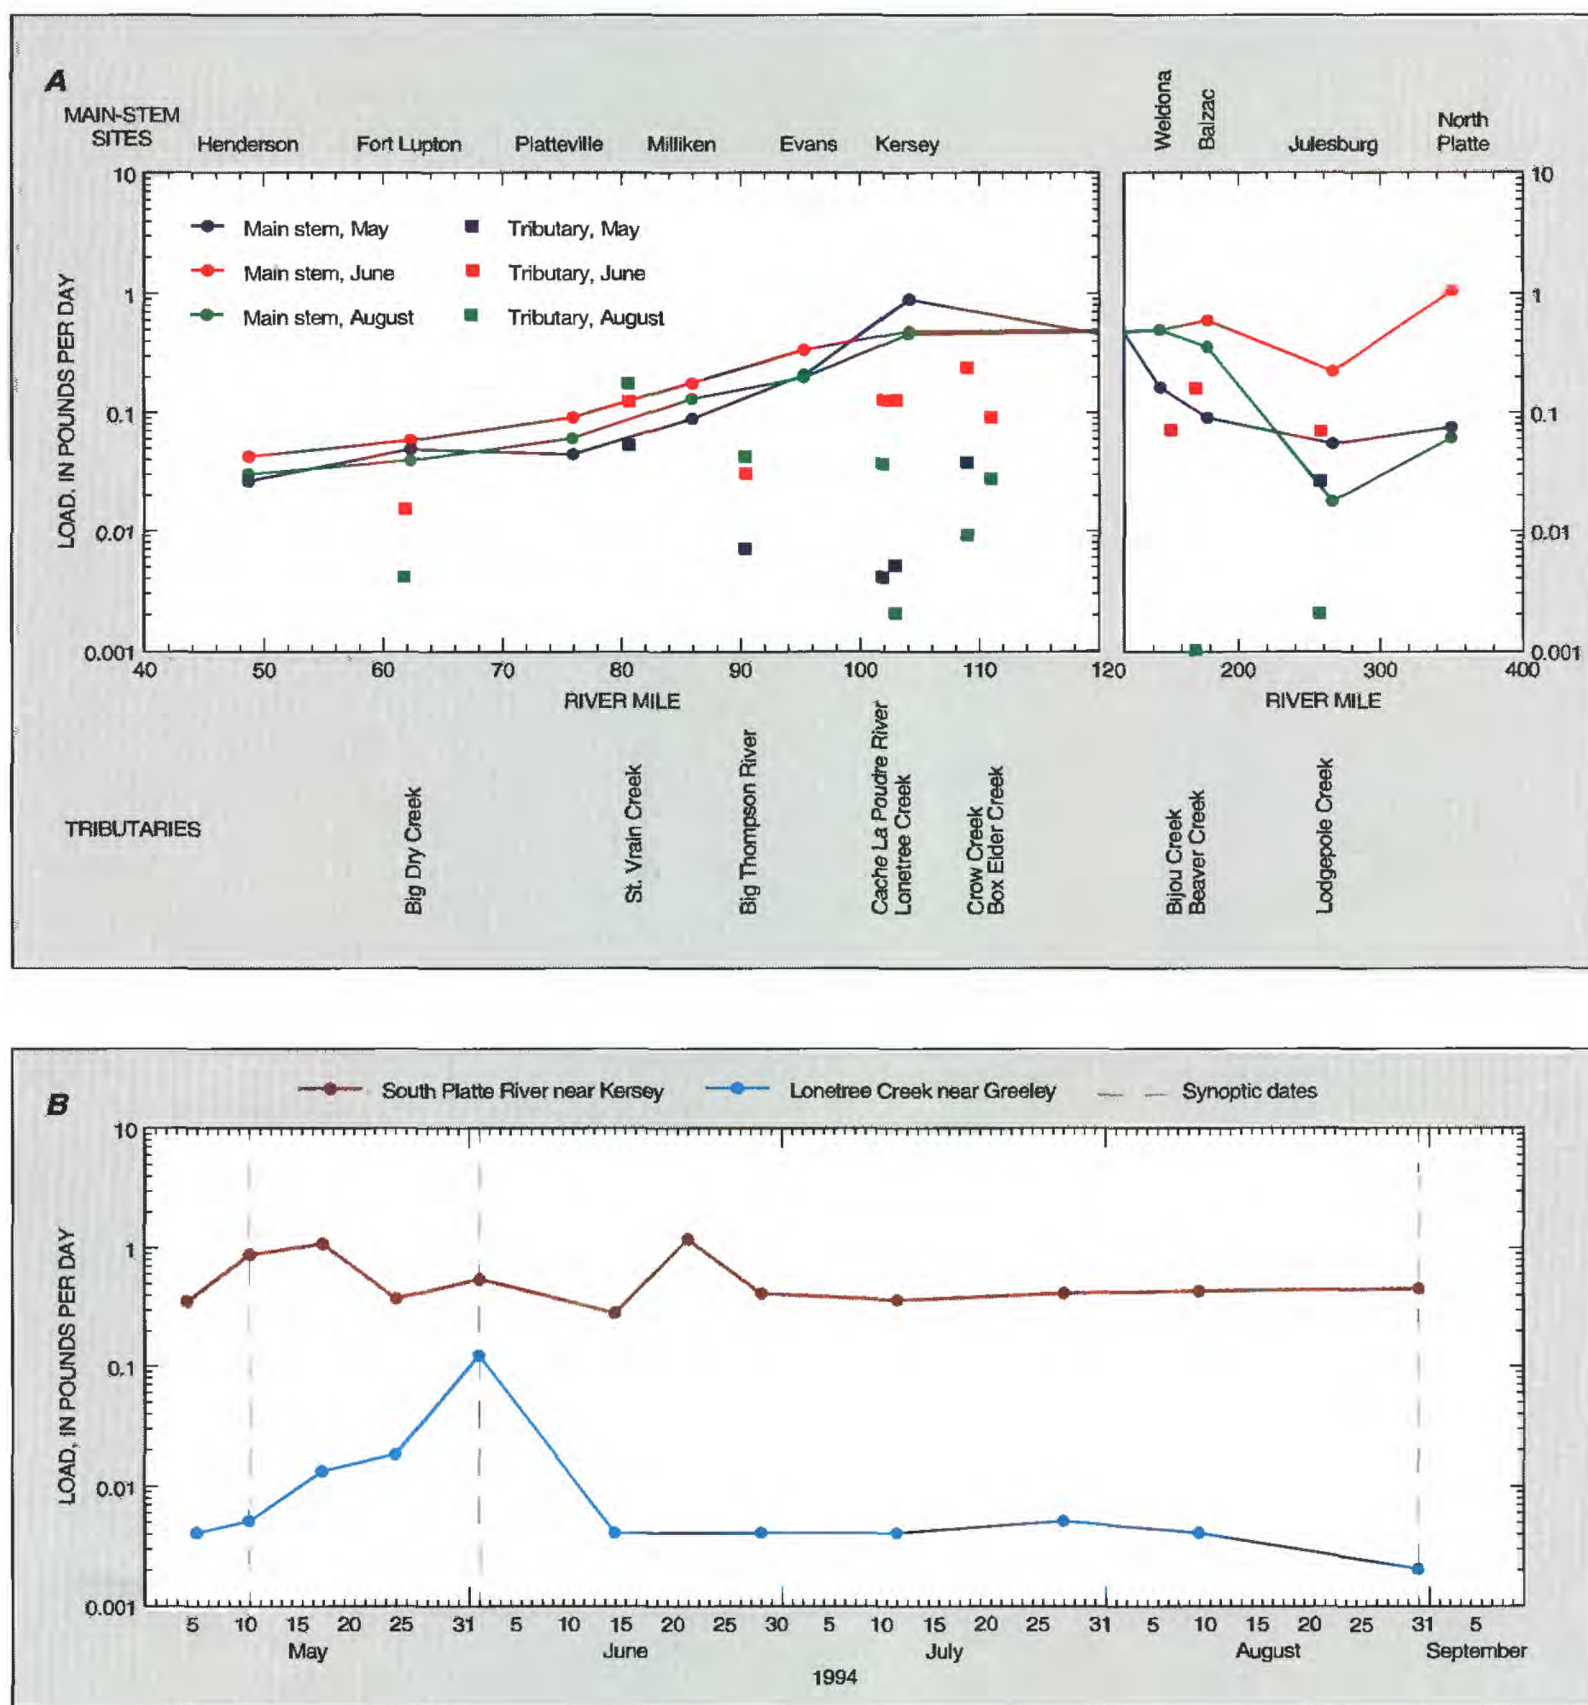 A
MAIN-STEM
SITES
Henderson
Fort Lupton
Platteville
Milliken
Evans
Kersey
Weldona
Balzac
Julesburg
North
Platte
10
1
0.1
0.01
0.001
LOAD, IN POUNDS PER DAY
Main stem, May
Main stem, June
Main stem, August
Tributary, May
Tributary, June
Tributary, August
10
1
0.1
0.01
0.001
40 50 60 70 80 90 100 110 120 200 300 400
RIVER MILE
RIVER MILE
TRIBUTARIES
Big Dry Creek
St. Vrain Creek
Big Thompson River
Cache La Poudre River
Lonetree Creek
Crow Creek
Box Elder Creek
Bijou Creek
Beaver Creek
Lodgepole Creek
B
South Platte River near Kersey
Lonetree Creek near Greeley
Synoptic dates
10
1
0.1
0.01
0.001
LOAD, IN POUNDS PER DAY
5 10 15 20 25 31 5 10 15 20 25 30 5 10 15 20 25 31 5 10 15 20 25 31 5
May June July August September
1994